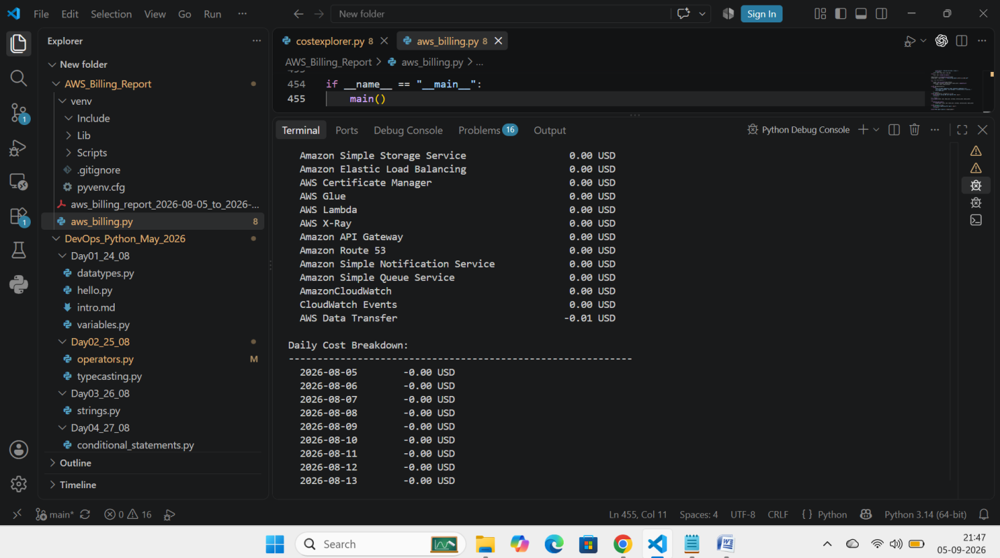 File Edit Selection View Go Run ··· New folder Sign In
Explorer ···
New folder
AWS_Billing_Report
venv
Include
Lib
Scripts
.gitignore
pyvenv.cfg
aws_billing_report_2026-08-05_to_2026-...
aws_billing.py 8
DevOps_Python_May_2026
Day01_24_08
datatypes.py
hello.py
intro.md
variables.py
Day02_25_08
operators.py M
typecasting.py
Day03_26_08
strings.py
Day04_27_08
conditional_statements.py
Outline
Timeline
1
1
costexplorer.py 8 aws_billing.py 8
AWS_Billing_Report > aws_billing.py > ...
454 if __name__ == "__main__":
455 main()
Terminal Ports Debug Console Problems 16 Output Python Debug Console
Amazon Simple Storage Service 0.00 USD
Amazon Elastic Load Balancing 0.00 USD
AWS Certificate Manager 0.00 USD
AWS Glue 0.00 USD
AWS Lambda 0.00 USD
AWS X-Ray 0.00 USD
Amazon API Gateway 0.00 USD
Amazon Route 53 0.00 USD
Amazon Simple Notification Service 0.00 USD
Amazon Simple Queue Service 0.00 USD
AmazonCloudWatch 0.00 USD
CloudWatch Events 0.00 USD
AWS Data Transfer -0.01 USD
Daily Cost Breakdown:
------------------------------------------------------------
2026-08-05 -0.00 USD
2026-08-06 -0.00 USD
2026-08-07 -0.00 USD
2026-08-08 -0.00 USD
2026-08-09 -0.00 USD
2026-08-10 -0.00 USD
2026-08-11 -0.00 USD
2026-08-12 -0.00 USD
2026-08-13 -0.00 USD
main* 0 16 Ln 455, Col 11 Spaces: 4 UTF-8 CRLF { } Python Python 3.14 (64-bit)
Search
21:47
05-09-2026